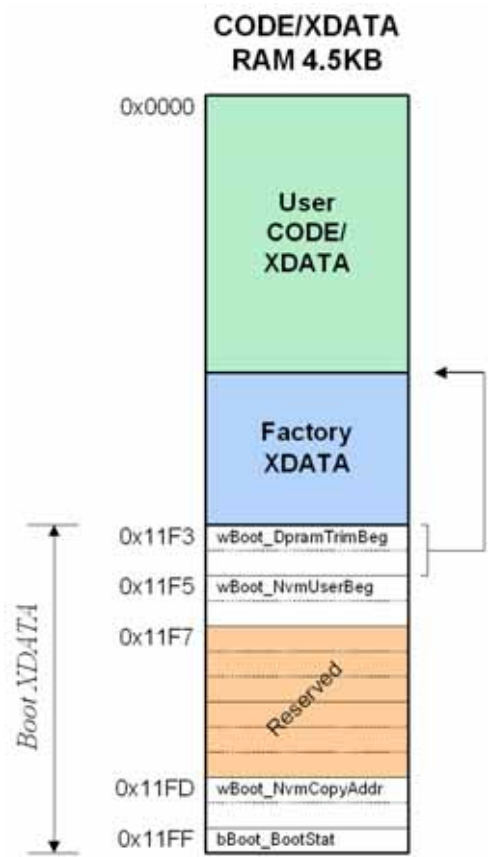 CODE/XDATA
RAM 4.5KB
0x0000
User
CODE/
XDATA
Factory
XDATA
0x11F3 wBoot_DpramTrimBeg
0x11F5 wBoot_NvmUserBeg
0x11F7
Reserved
Boot XDATA
0x11FD wBoot_NvmCopyAddr
0x11FF bBoot_BootStat